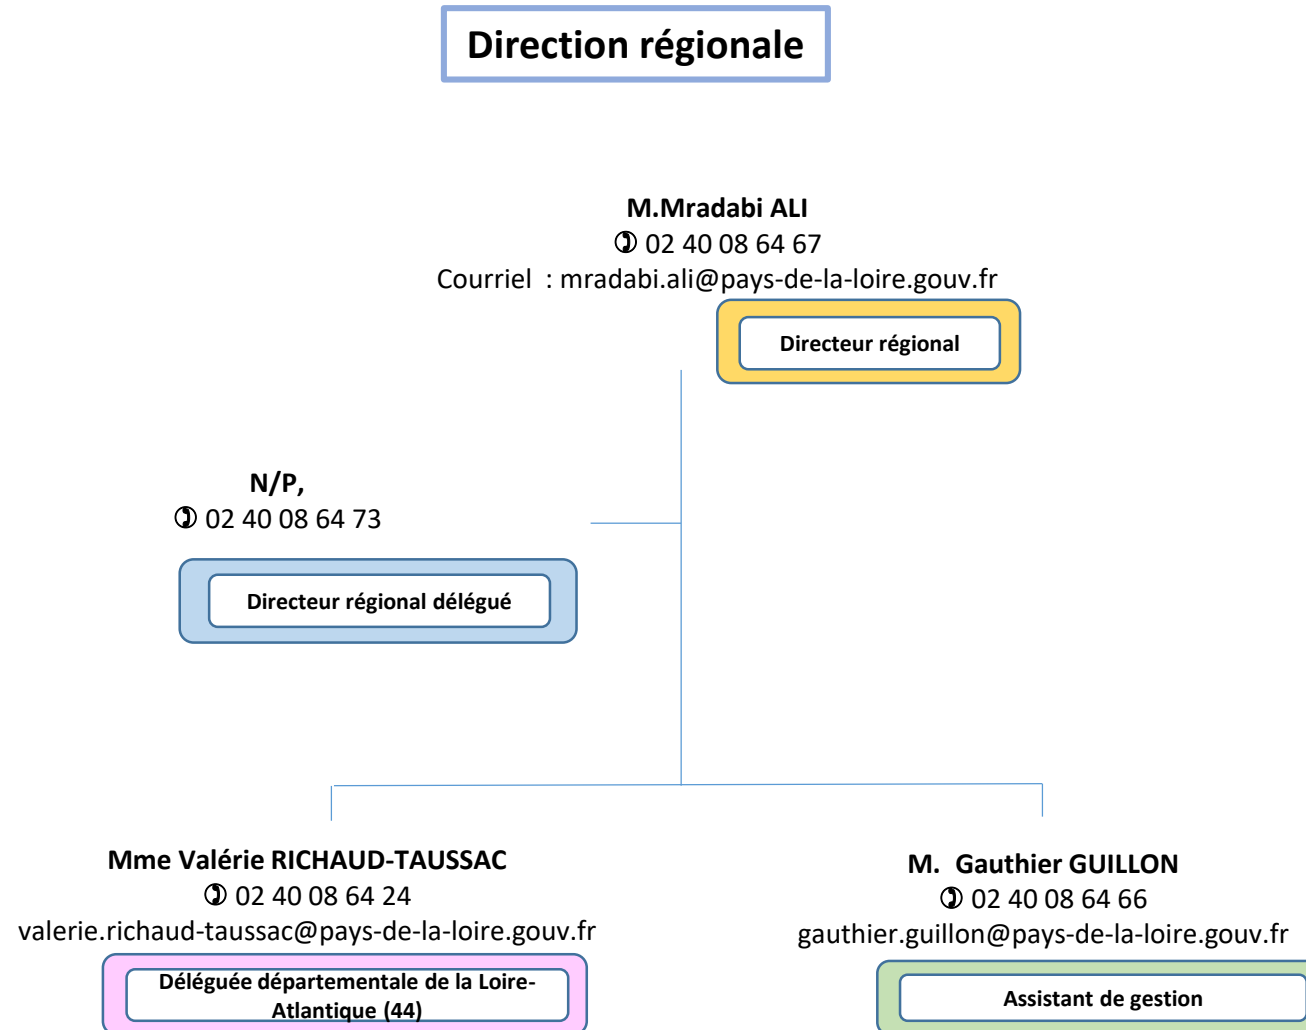 Direction régionale
M.Mradabi ALI
✆ 02 40 08 64 67
Courriel : mradabi.ali@pays-de-la-loire.gouv.fr
Directeur régional
N/P,
✆ 02 40 08 64 73
Directeur régional délégué
Mme Valérie RICHAUD-TAUSSAC
✆ 02 40 08 64 24
valerie.richaud-taussac@pays-de-la-loire.gouv.fr
Déléguée départementale de la Loire-
Atlantique (44)
M. Gauthier GUILLON
✆ 02 40 08 64 66
gauthier.guillon@pays-de-la-loire.gouv.fr
Assistant de gestion